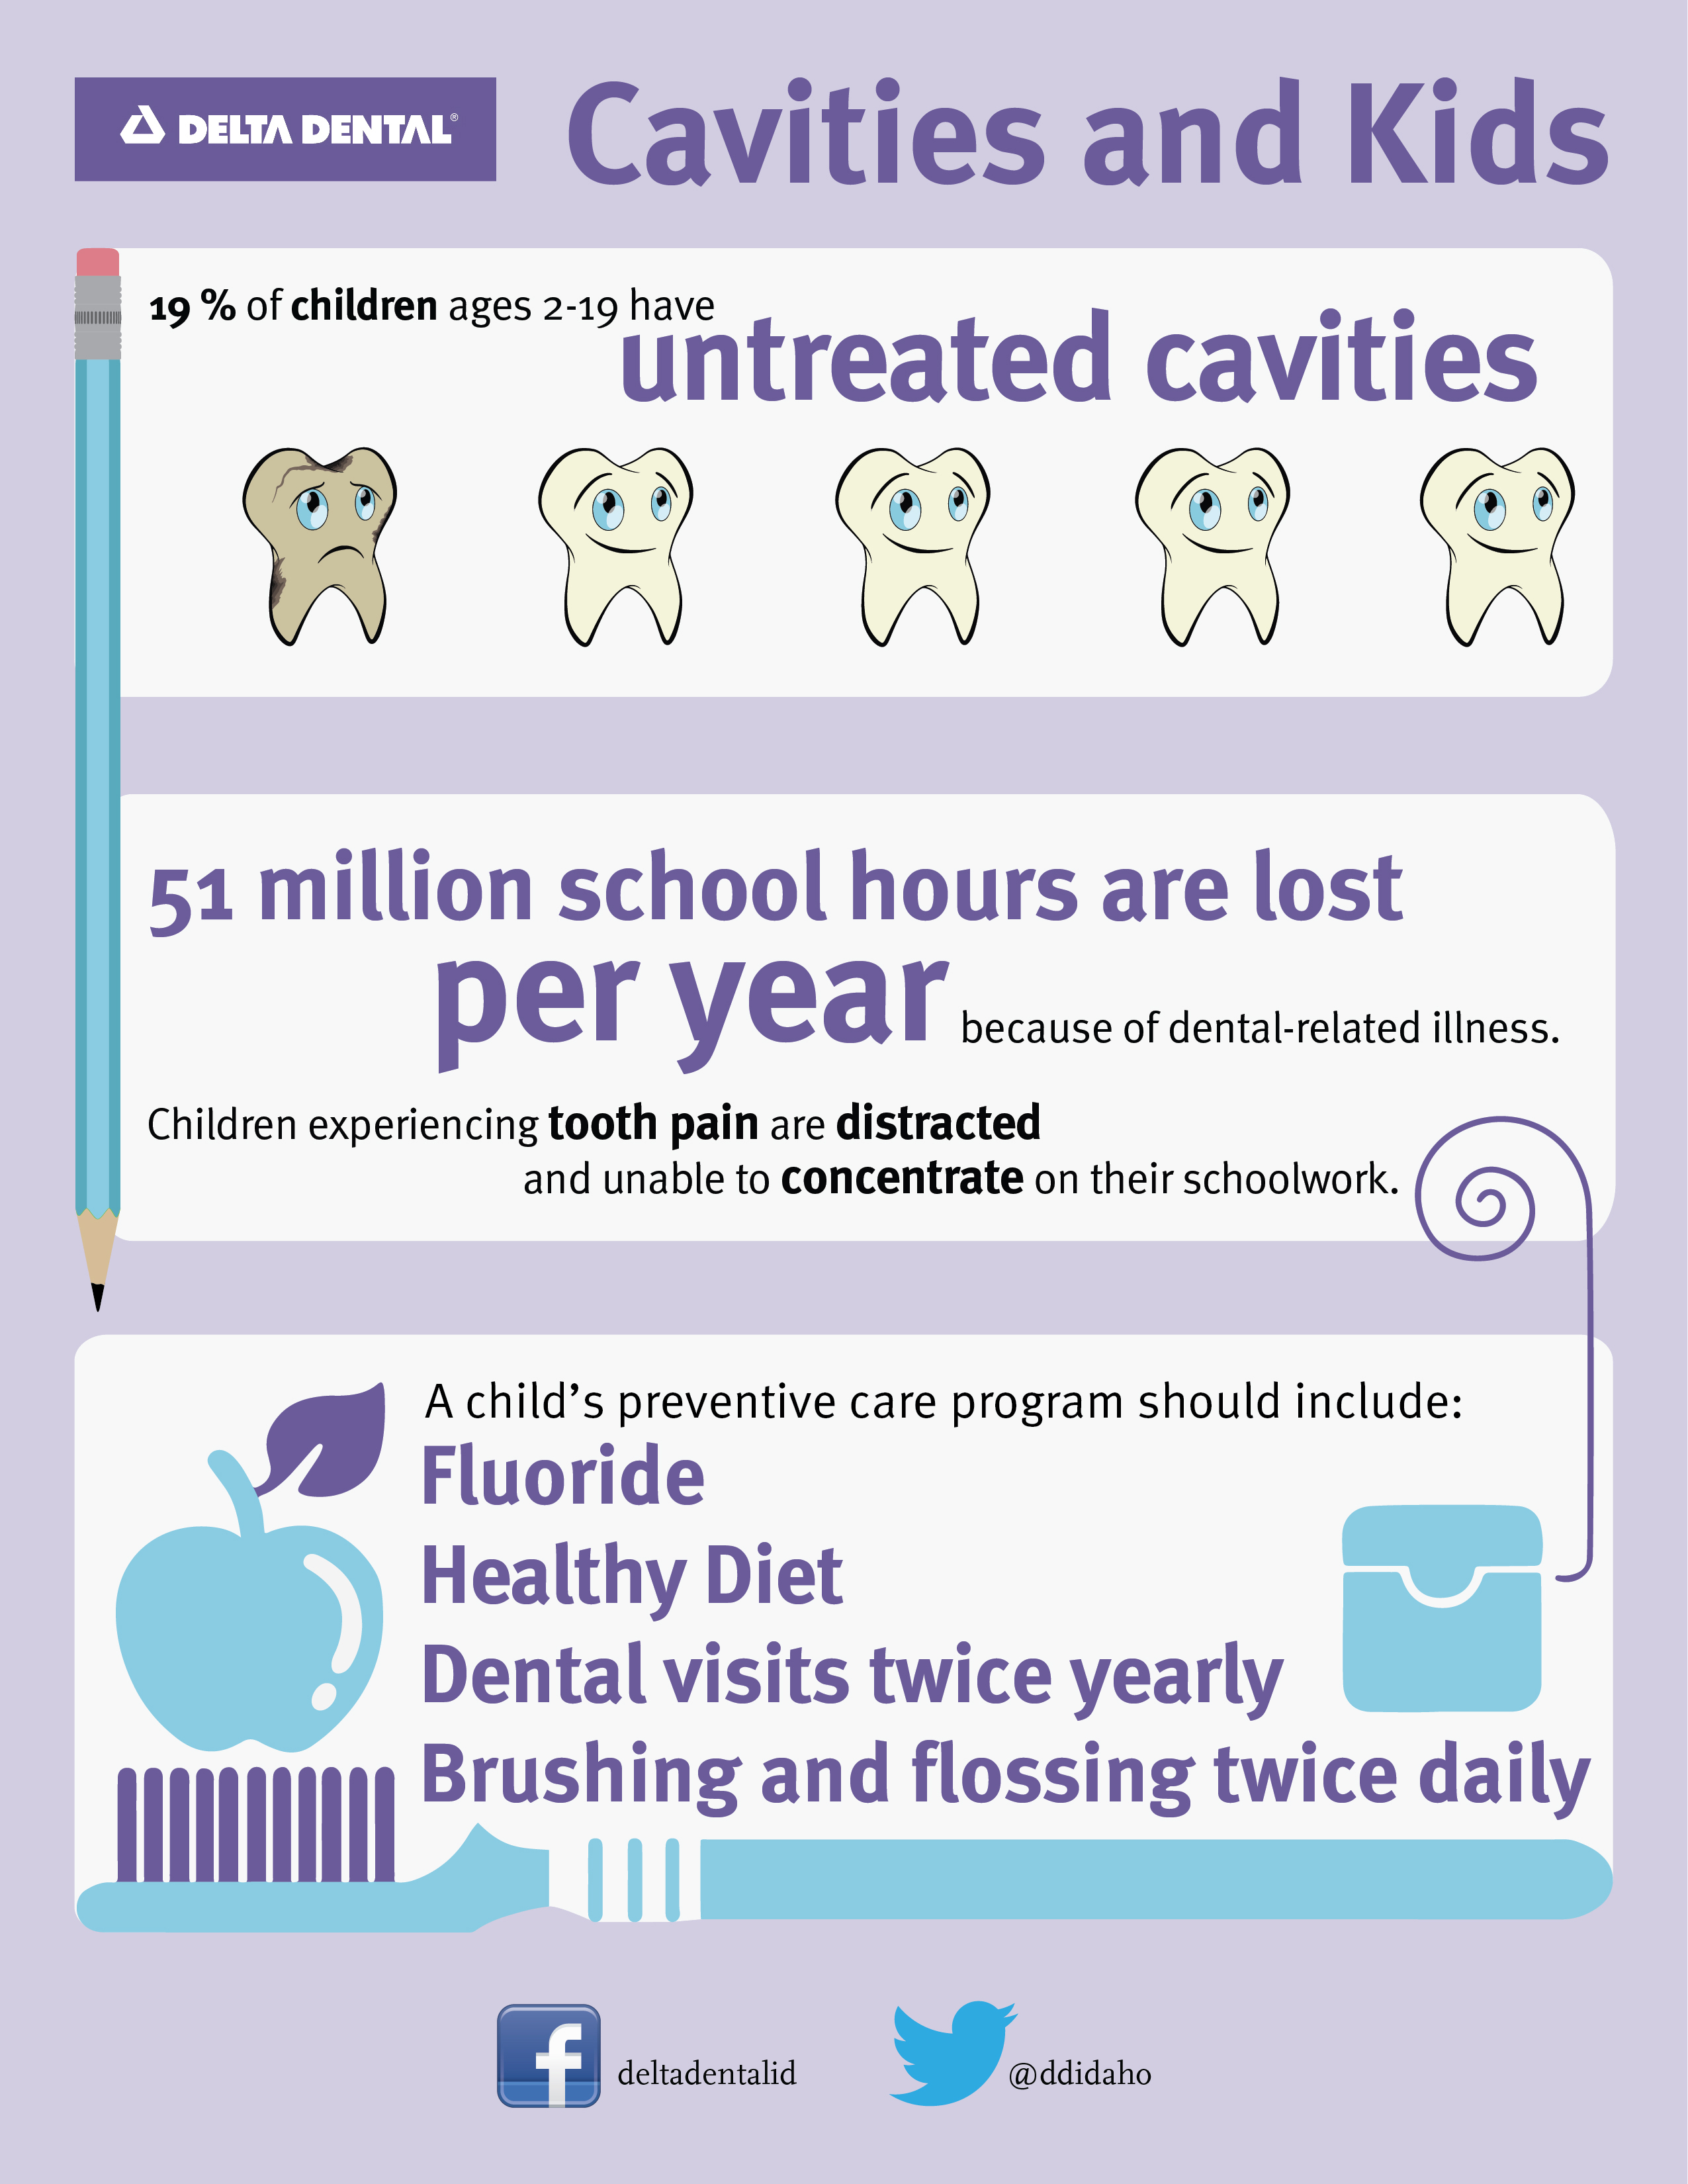 DELTA DENTAL®
Cavities and Kids
19 % of children ages 2-19 have
untreated cavities
51 million school hours are lost
per year because of dental-related illness.
Children experiencing tooth pain are distracted
and unable to concentrate on their schoolwork.
A child’s preventive care program should include:
Fluoride
Healthy Diet
Dental visits twice yearly
Brushing and flossing twice daily
f deltadentalid
@ddidaho